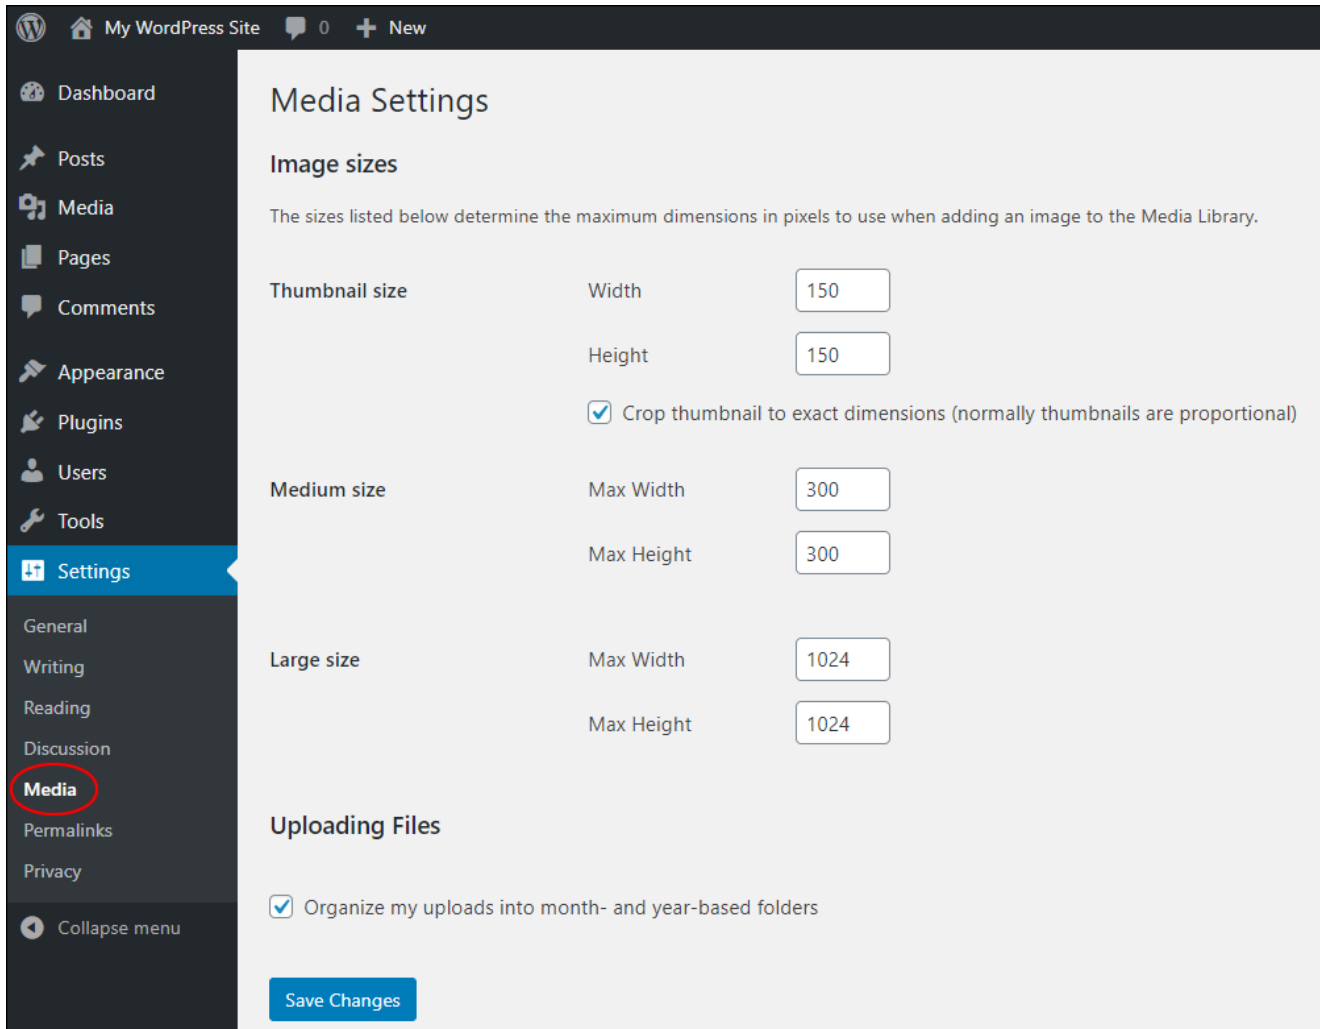 My WordPress Site 0 New
Dashboard
Posts
Media
Pages
Comments
Appearance
Plugins
Users
Tools
Settings
General
Writing
Reading
Discussion
Media
Permalinks
Privacy
Collapse menu
Media Settings
Image sizes
The sizes listed below determine the maximum dimensions in pixels to use when adding an image to the Media Library.
Thumbnail size Width 150
Height 150
Crop thumbnail to exact dimensions (normally thumbnails are proportional)
Medium size Max Width 300
Max Height 300
Large size Max Width 1024
Max Height 1024
Uploading Files
Organize my uploads into month- and year-based folders
Save Changes